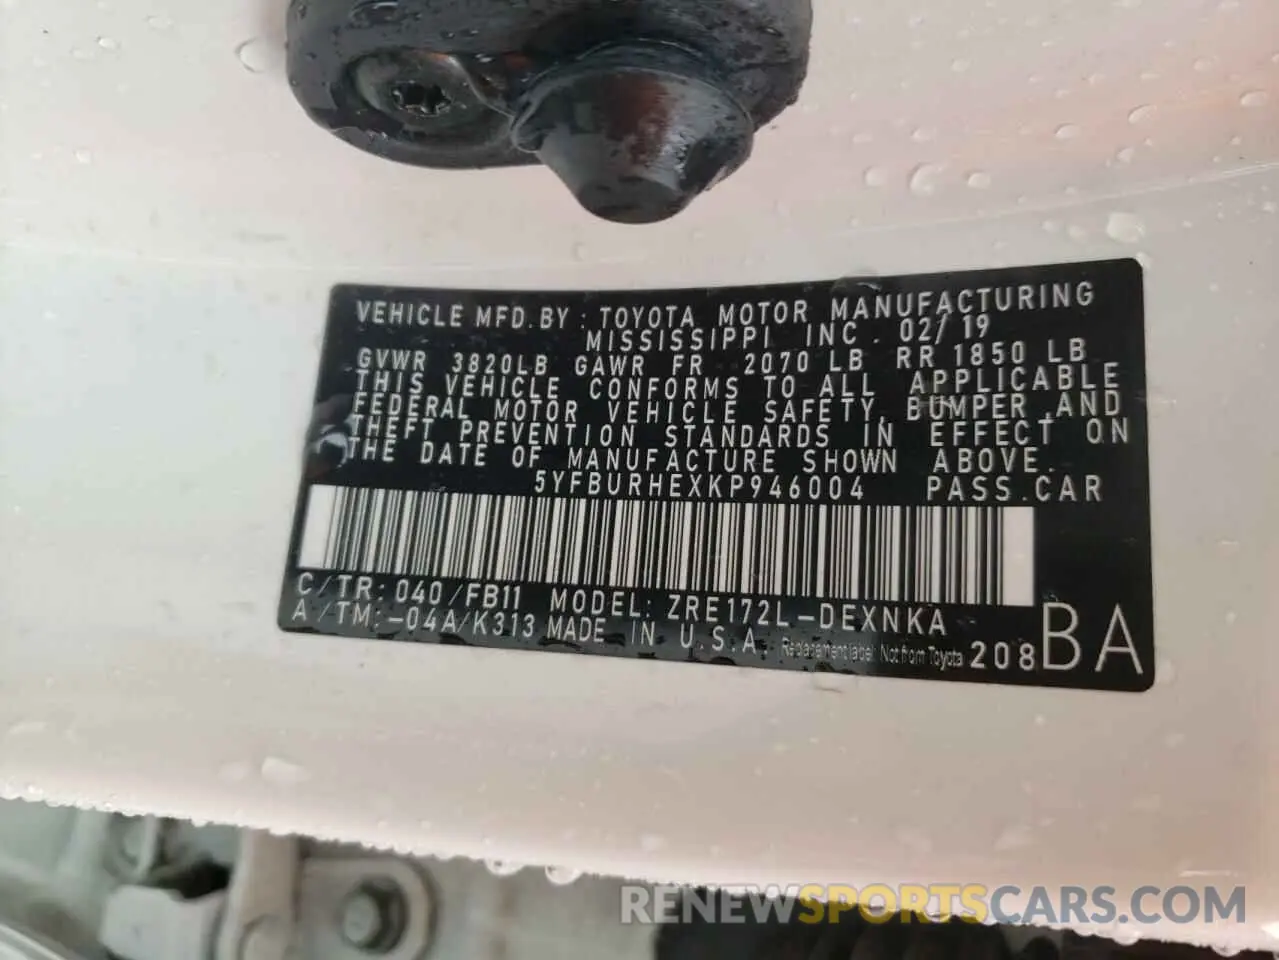 VEHICLE MFD. BY : TOYOTA MOTOR MANUFACTURING
MISSISSIPPI INC. 02/19
GVWR 3820LB GAWR FR 2070 LB RR 1850 LB
THIS VEHICLE CONFORMS TO ALL APPLICABLE
FEDERAL MOTOR VEHICLE SAFETY, BUMPER ,AND
THEFT PREVENTION STANDARDS IN EFFECT ON
THE DATE OF MANUFACTURE SHOWN ABOVE.
5YFBURHEXKP946004 PASS.CAR
C/TR: 040/FB11 MODEL: ZRE172L-DEXNKA
A/TM:-04A/K313 MADE IN U.S.A. Replacement label: Not from Toyota 208 BA
RENEWSPORTSCARS.COM